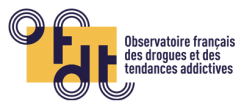 ofdt
Observatoire français
des drogues et des
tendances addictives